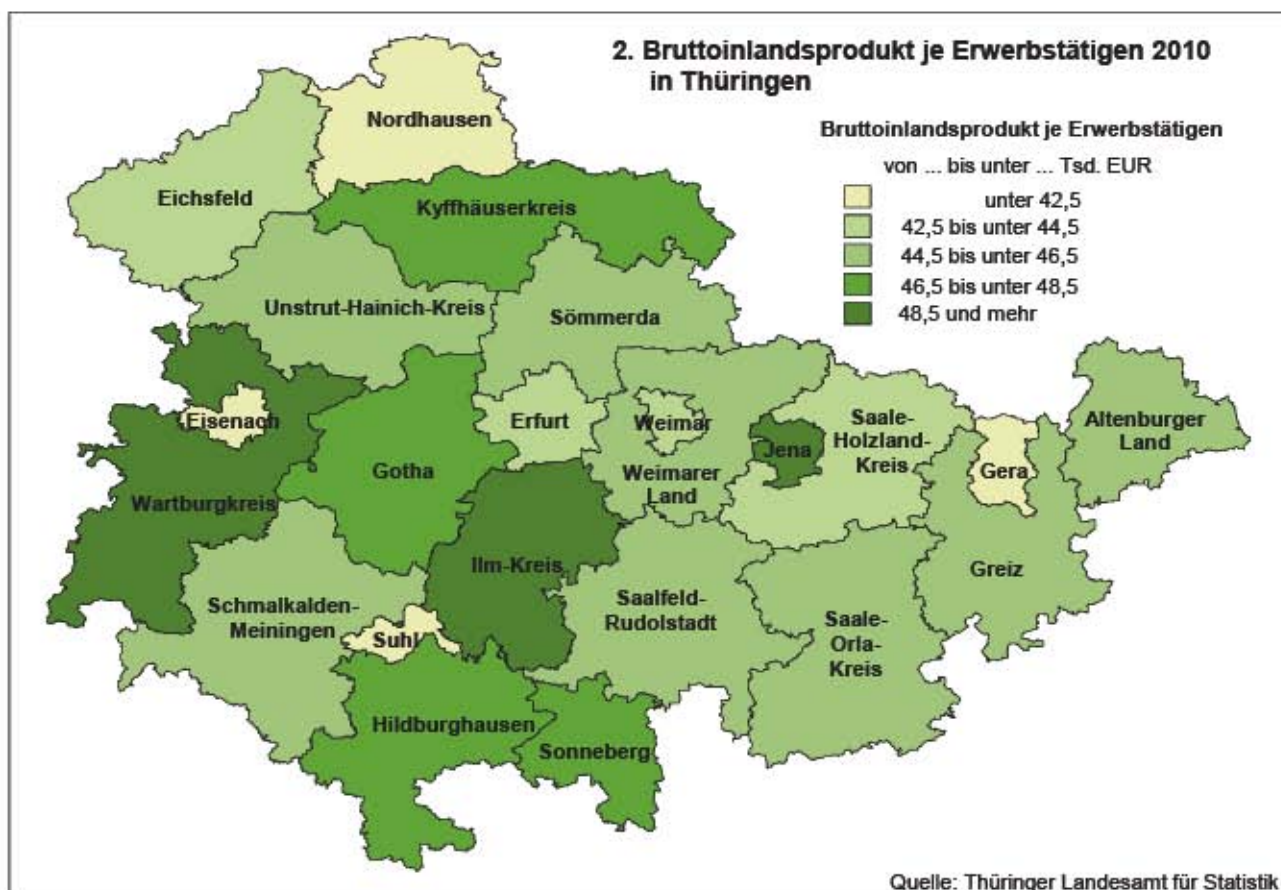 2. Bruttoinlandsprodukt je Erwerbstätigen 2010
in Thüringen
Bruttoinlandsprodukt je Erwerbstätigen
von ... bis unter ... Tsd. EUR
unter 42,5
42,5 bis unter 44,5
44,5 bis unter 46,5
46,5 bis unter 48,5
48,5 und mehr
Nordhausen
Eichsfeld
Kyffhäuserkreis
Unstrut-Hainich-Kreis
Sömmerda
Eisenach
Erfurt
Weimar
Saale-
Holzland-
Kreis
Altenburger
Land
Jena
Gotha
Weimarer
Land
Gera
Wartburgkreis
Ilm-Kreis
Greiz
Schmalkalden-
Meiningen
Saalfeld-
Rudolstadt
Saale-
Orla-
Kreis
Suhl
Hildburghausen
Sonneberg
Quelle: Thüringer Landesamt für Statistik